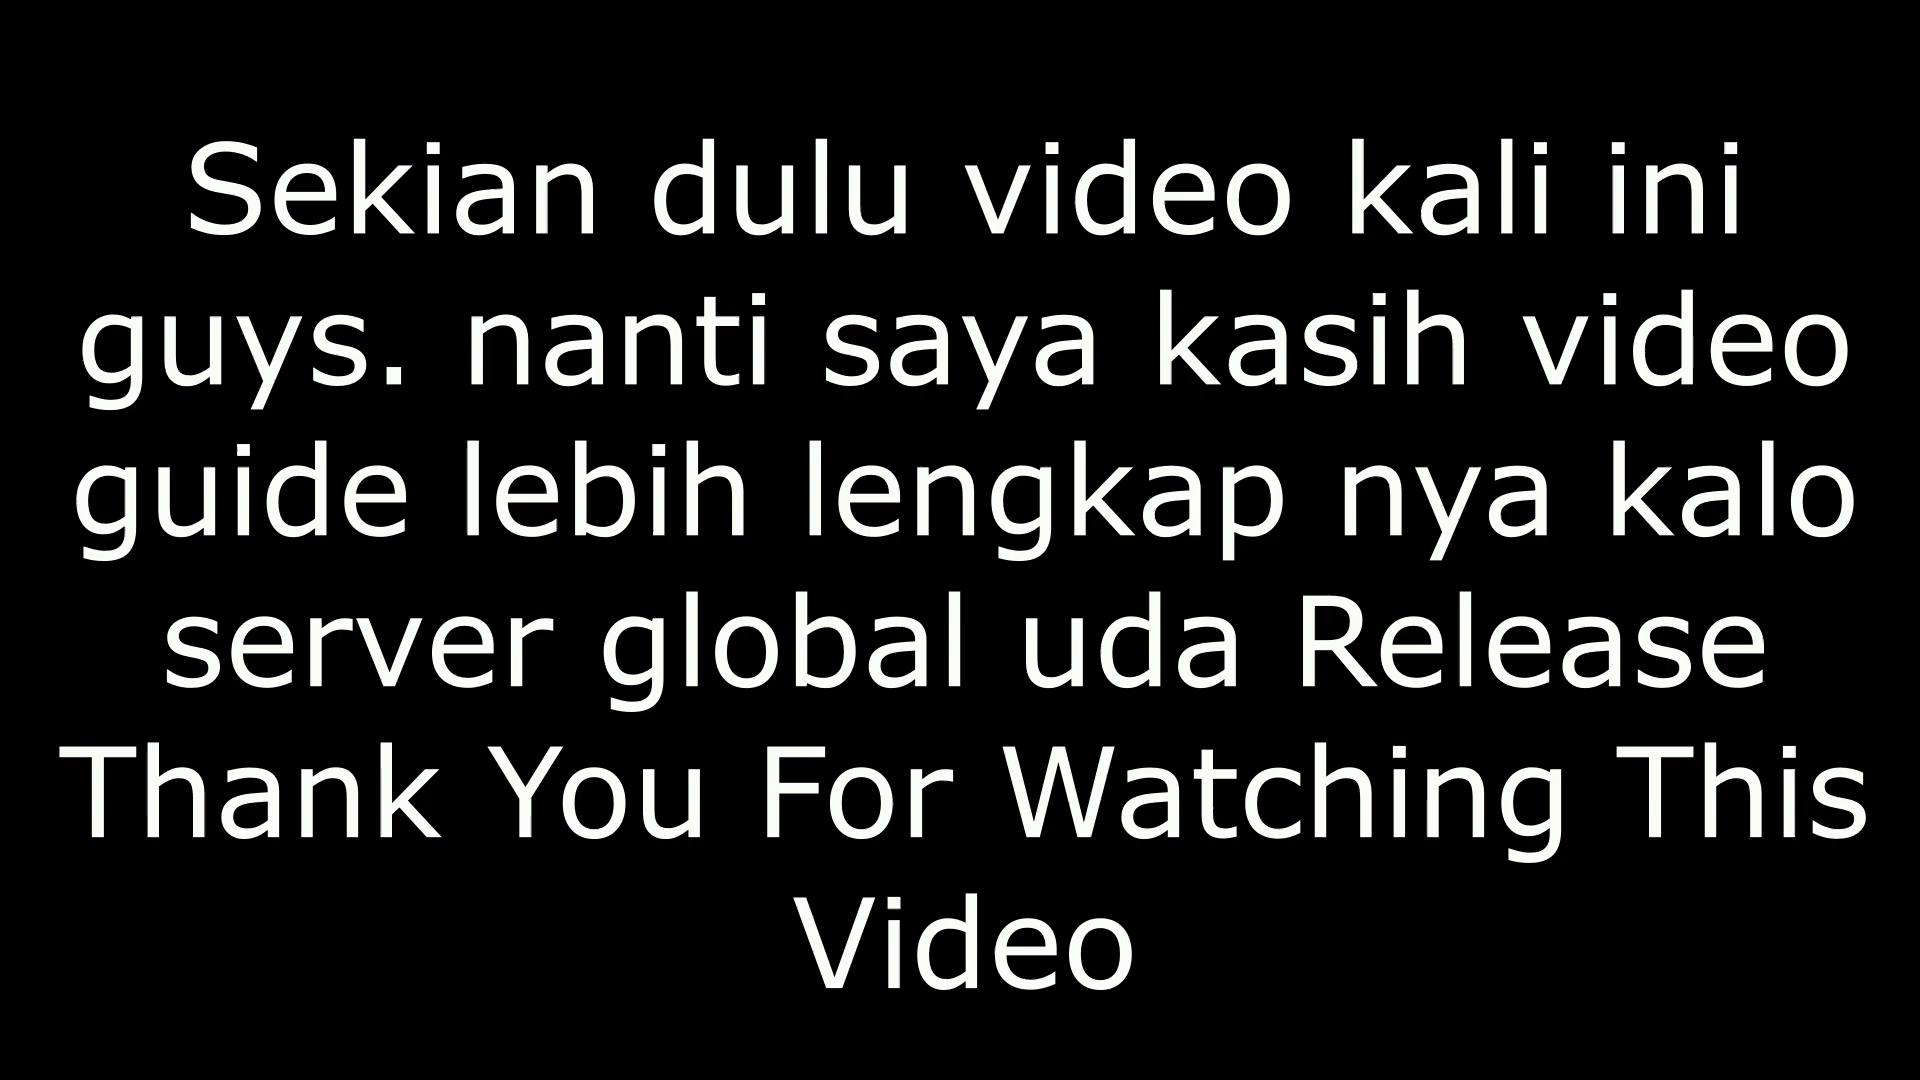 Sekian dulu video kali ini
guys. nanti saya kasih video
guide lebih lengkap nya kalo
server global uda Release
Thank You For Watching This
Video